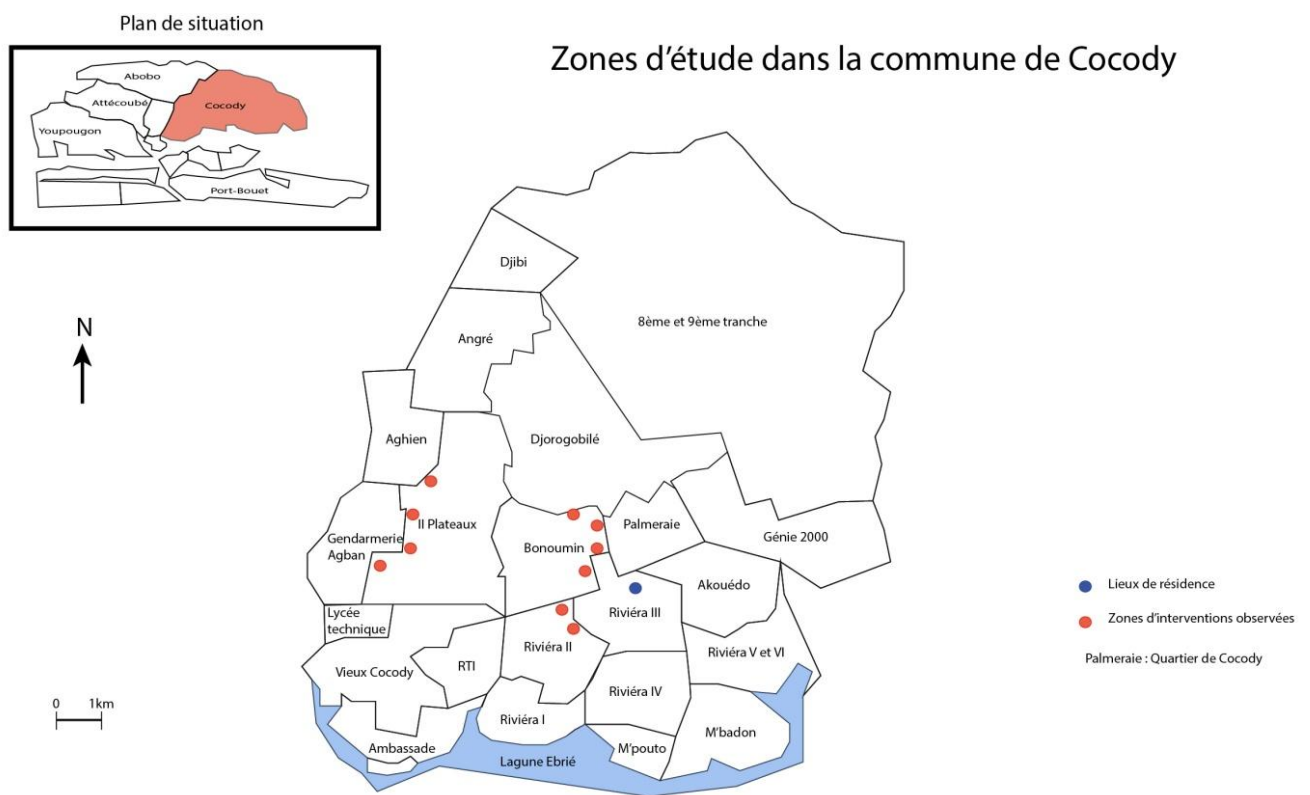 Plan de situation
Zones d'étude dans la commune de Cocody
Abobo
Attécoubé
Cocody
Youpougon
Port-Bouet
N
Djibi
8ème et 9ème tranche
Angré
Aghien
Djorogobilé
II Plateaux
Gendarmerie
Agban
Bonoumin
Palmeraie
Génie 2000
Akouédo
Lycée
technique
Riviéra III
Riviéra II
Vieux Cocody
RTI
Riviéra V et VI
Riviéra IV
Riviéra I
M'badon
M'pouto
Ambassade
Lagune Ebrié
0 1km
Lieux de résidence
Zones d'interventions observées
Palmeraie : Quartier de Cocody